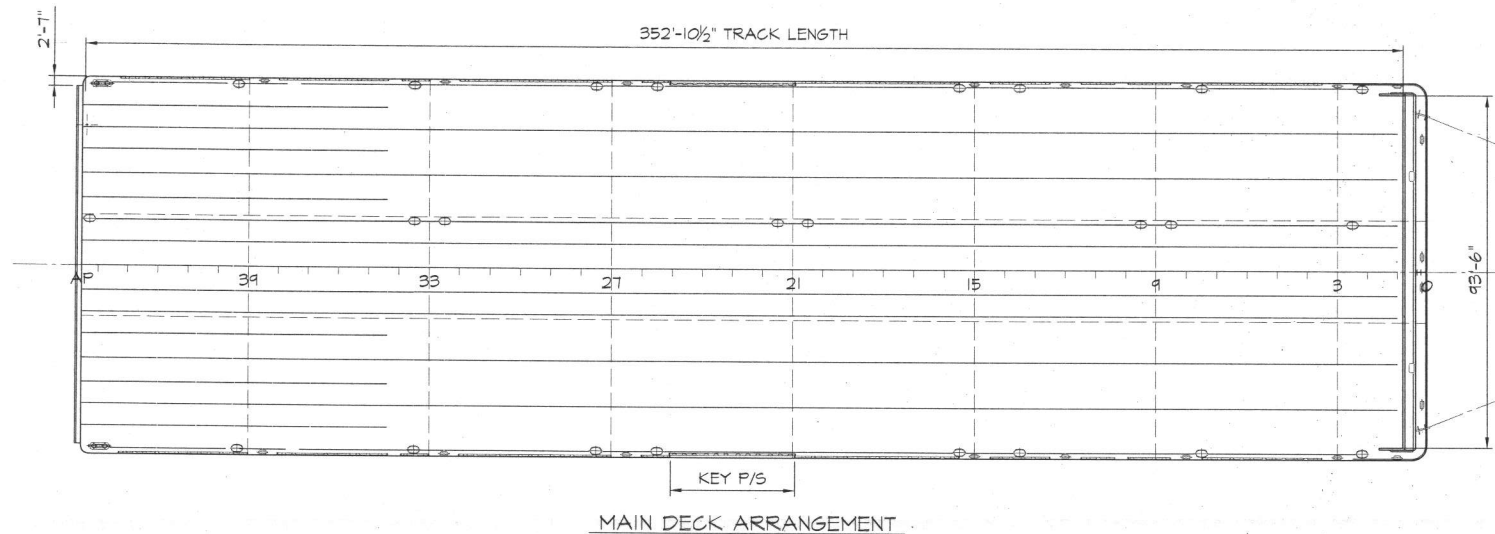 2'-7"
352'-10½" TRACK LENGTH
AP 39 33 27 21 15 9 3 0
93'-6"
KEY P/S
MAIN DECK ARRANGEMENT